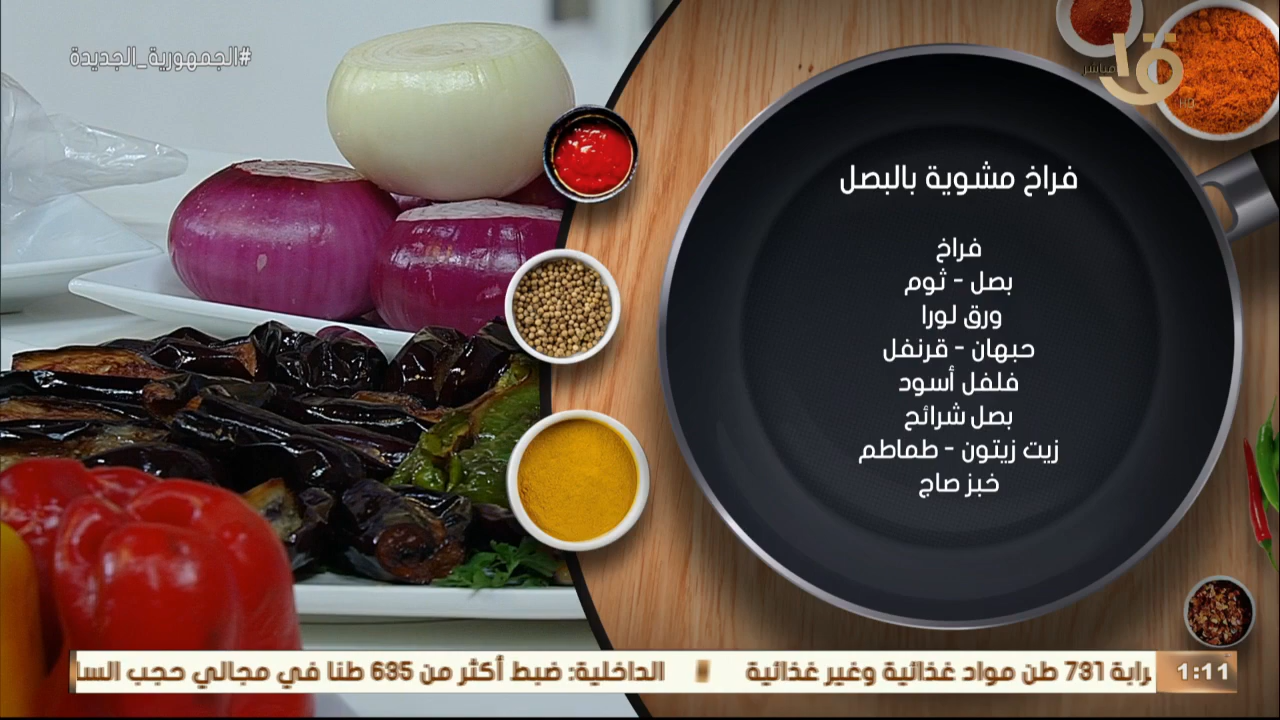 #الجمهورية_الجديدة
مباشر
HD
فراخ مشوية بالبصل
فراخ
بصل - ثوم
ورق لورا
حبهان - قرنفل
فلفل أسود
بصل شرائح
زيت زيتون - طماطم
خبز صاج
1:11
رابة 731 طن مواد غذائية وغير غذائية
الداخلية: ضبط أكثر من 635 طنا في مجالي حجب السا